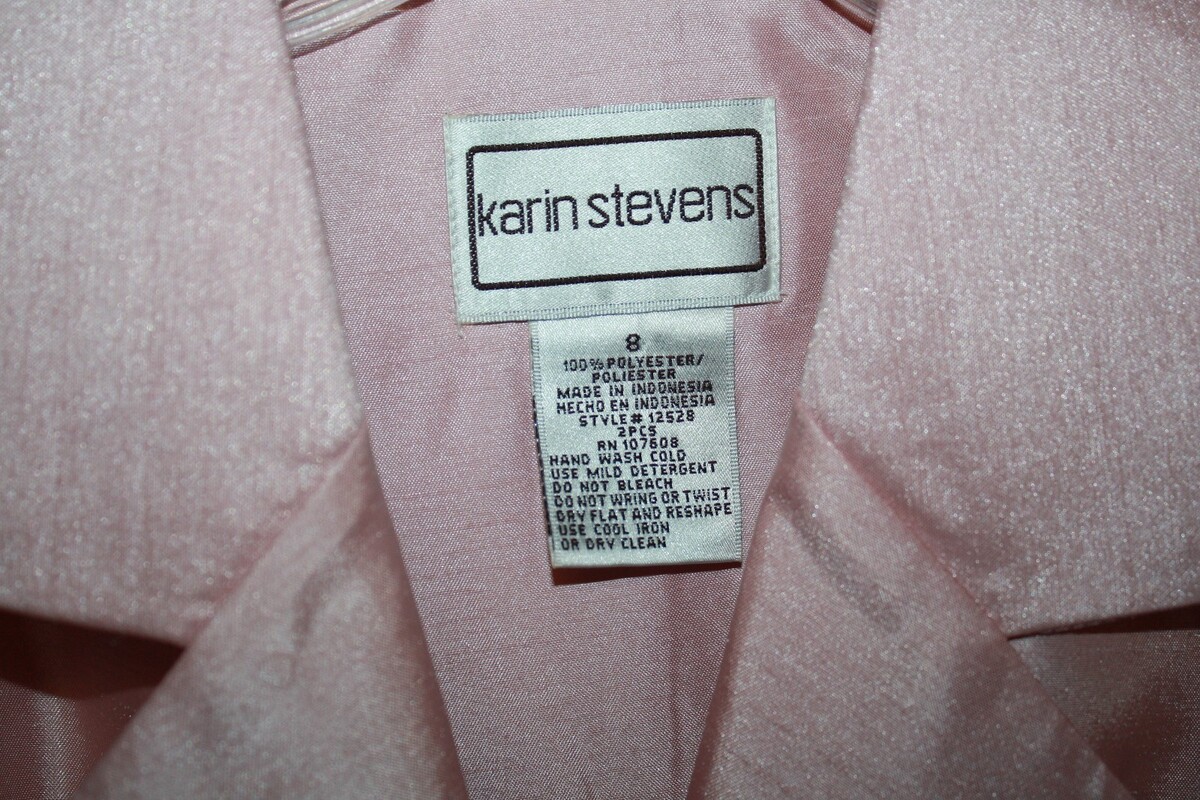 karin stevens
8
100% POLYESTER/
POLIESTER
MADE IN INDONESIA
HECHO EN INDONESIA
STYLE# 12528
2PCS
RN 107608
HAND WASH COLD
USE MILD DETERGENT
DO NOT BLEACH
DO NOT WRING OR TWIST
DRY FLAT AND RESHAPE
USE COOL IRON
OR DRY CLEAN